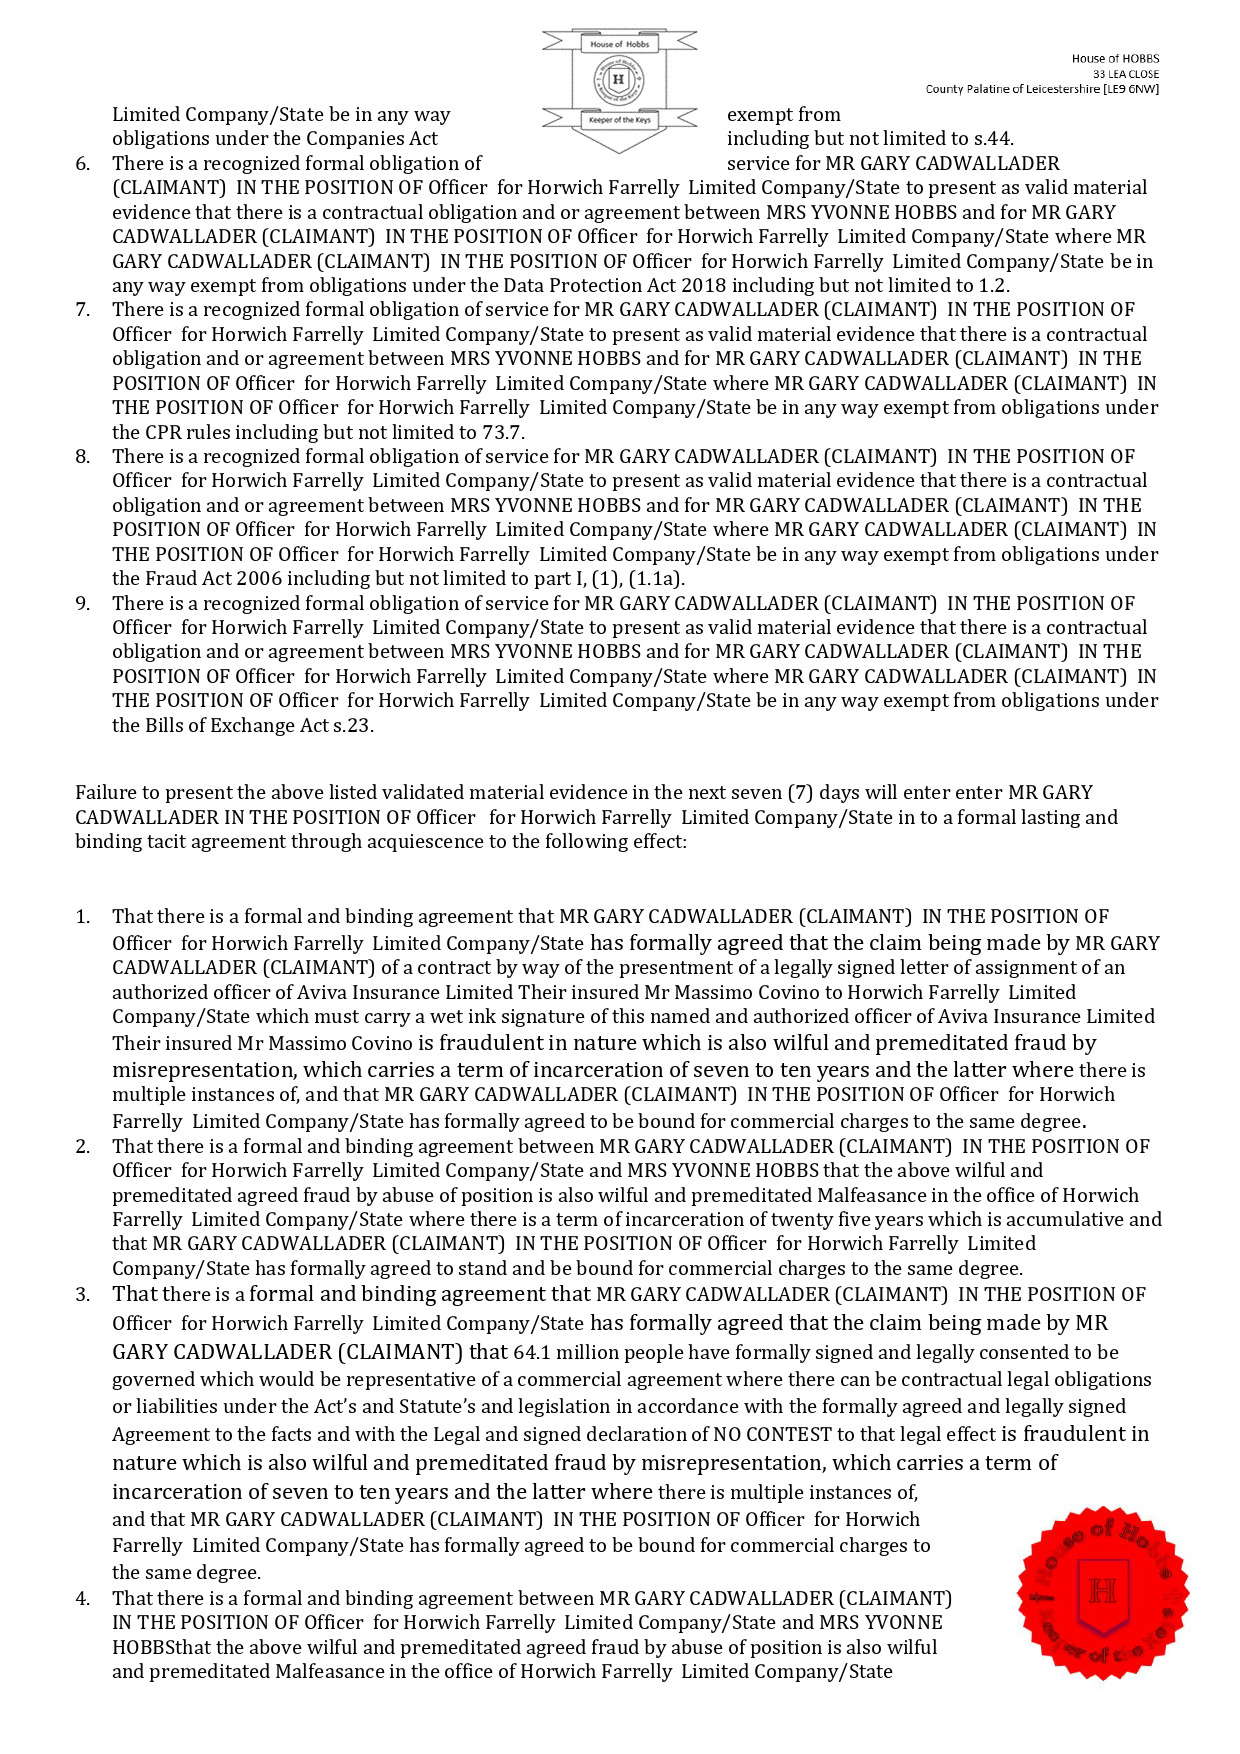 House of Hobbs
H
Keeper of the Keys
House of HOBBS
33 LEA CLOSE
County Palatine of Leicestershire [LE9 6NW]
Limited Company/State be in any way exempt from
obligations under the Companies Act including but not limited to s.44.
6. There is a recognized formal obligation of service for MR GARY CADWALLADER
(CLAIMANT) IN THE POSITION OF Officer for Horwich Farrelly Limited Company/State to present as valid material
evidence that there is a contractual obligation and or agreement between MRS YVONNE HOBBS and for MR GARY
CADWALLADER (CLAIMANT) IN THE POSITION OF Officer for Horwich Farrelly Limited Company/State where MR
GARY CADWALLADER (CLAIMANT) IN THE POSITION OF Officer for Horwich Farrelly Limited Company/State be in
any way exempt from obligations under the Data Protection Act 2018 including but not limited to 1.2.
7. There is a recognized formal obligation of service for MR GARY CADWALLADER (CLAIMANT) IN THE POSITION OF
Officer for Horwich Farrelly Limited Company/State to present as valid material evidence that there is a contractual
obligation and or agreement between MRS YVONNE HOBBS and for MR GARY CADWALLADER (CLAIMANT) IN THE
POSITION OF Officer for Horwich Farrelly Limited Company/State where MR GARY CADWALLADER (CLAIMANT) IN
THE POSITION OF Officer for Horwich Farrelly Limited Company/State be in any way exempt from obligations under
the CPR rules including but not limited to 73.7.
8. There is a recognized formal obligation of service for MR GARY CADWALLADER (CLAIMANT) IN THE POSITION OF
Officer for Horwich Farrelly Limited Company/State to present as valid material evidence that there is a contractual
obligation and or agreement between MRS YVONNE HOBBS and for MR GARY CADWALLADER (CLAIMANT) IN THE
POSITION OF Officer for Horwich Farrelly Limited Company/State where MR GARY CADWALLADER (CLAIMANT) IN
THE POSITION OF Officer for Horwich Farrelly Limited Company/State be in any way exempt from obligations under
the Fraud Act 2006 including but not limited to part I, (1), (1.1a).
9. There is a recognized formal obligation of service for MR GARY CADWALLADER (CLAIMANT) IN THE POSITION OF
Officer for Horwich Farrelly Limited Company/State to present as valid material evidence that there is a contractual
obligation and or agreement between MRS YVONNE HOBBS and for MR GARY CADWALLADER (CLAIMANT) IN THE
POSITION OF Officer for Horwich Farrelly Limited Company/State where MR GARY CADWALLADER (CLAIMANT) IN
THE POSITION OF Officer for Horwich Farrelly Limited Company/State be in any way exempt from obligations under
the Bills of Exchange Act s.23.
Failure to present the above listed validated material evidence in the next seven (7) days will enter enter MR GARY
CADWALLADER IN THE POSITION OF Officer for Horwich Farrelly Limited Company/State in to a formal lasting and
binding tacit agreement through acquiescence to the following effect:
1. That there is a formal and binding agreement that MR GARY CADWALLADER (CLAIMANT) IN THE POSITION OF
Officer for Horwich Farrelly Limited Company/State has formally agreed that the claim being made by MR GARY
CADWALLADER (CLAIMANT) of a contract by way of the presentment of a legally signed letter of assignment of an
authorized officer of Aviva Insurance Limited Their insured Mr Massimo Covino to Horwich Farrelly Limited
Company/State which must carry a wet ink signature of this named and authorized officer of Aviva Insurance Limited
Their insured Mr Massimo Covino is fraudulent in nature which is also wilful and premeditated fraud by
misrepresentation, which carries a term of incarceration of seven to ten years and the latter where there is
multiple instances of, and that MR GARY CADWALLADER (CLAIMANT) IN THE POSITION OF Officer for Horwich
Farrelly Limited Company/State has formally agreed to be bound for commercial charges to the same degree.
2. That there is a formal and binding agreement between MR GARY CADWALLADER (CLAIMANT) IN THE POSITION OF
Officer for Horwich Farrelly Limited Company/State and MRS YVONNE HOBBS that the above wilful and
premeditated agreed fraud by abuse of position is also wilful and premeditated Malfeasance in the office of Horwich
Farrelly Limited Company/State where there is a term of incarceration of twenty five years which is accumulative and
that MR GARY CADWALLADER (CLAIMANT) IN THE POSITION OF Officer for Horwich Farrelly Limited
Company/State has formally agreed to stand and be bound for commercial charges to the same degree.
3. That there is a formal and binding agreement that MR GARY CADWALLADER (CLAIMANT) IN THE POSITION OF
Officer for Horwich Farrelly Limited Company/State has formally agreed that the claim being made by MR
GARY CADWALLADER (CLAIMANT) that 64.1 million people have formally signed and legally consented to be
governed which would be representative of a commercial agreement where there can be contractual legal obligations
or liabilities under the Act's and Statute's and legislation in accordance with the formally agreed and legally signed
Agreement to the facts and with the Legal and signed declaration of NO CONTEST to that legal effect is fraudulent in
nature which is also wilful and premeditated fraud by misrepresentation, which carries a term of
incarceration of seven to ten years and the latter where there is multiple instances of,
and that MR GARY CADWALLADER (CLAIMANT) IN THE POSITION OF Officer for Horwich
Farrelly Limited Company/State has formally agreed to be bound for commercial charges to
the same degree.
4. That there is a formal and binding agreement between MR GARY CADWALLADER (CLAIMANT)
IN THE POSITION OF Officer for Horwich Farrelly Limited Company/State and MRS YVONNE
HOBBSthat the above wilful and premeditated agreed fraud by abuse of position is also wilful
and premeditated Malfeasance in the office of Horwich Farrelly Limited Company/State
House of Hobbs
H
Keeper of the Keys